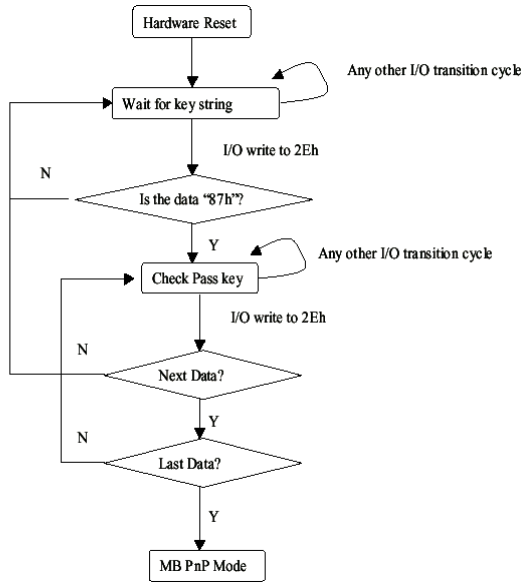 Hardware Reset
Any other I/O transition cycle
Wait for key string
I/O write to 2Eh
N
Is the data “87h”?
Y
Any other I/O transition cycle
Check Pass key
I/O write to 2Eh
N
Next Data?
Y
N
Last Data?
Y
MB PnP Mode